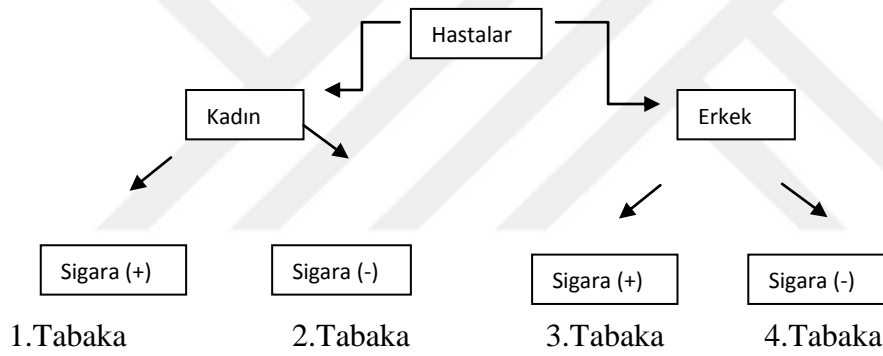 Hastalar
Kadın
Erkek
Sigara (+)
Sigara (-)
Sigara (+)
Sigara (-)
1.Tabaka
2.Tabaka
3.Tabaka
4.Tabaka